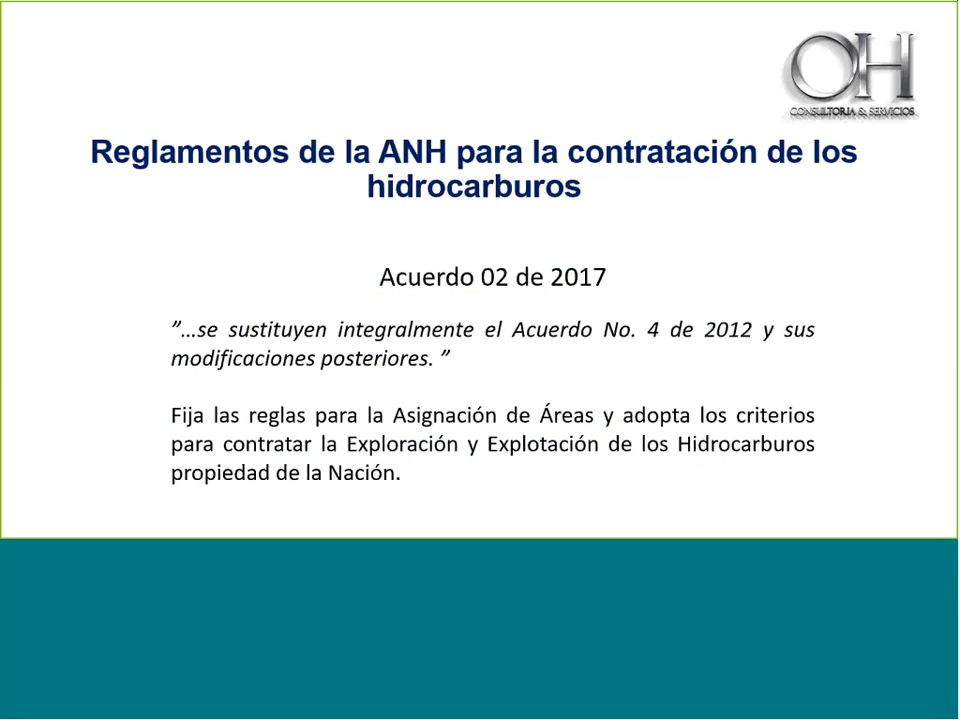 OH
CONSULTORIA & SERVICIOS
Reglamentos de la ANH para la contratación de los
hidrocarburos
Acuerdo 02 de 2017
”…se sustituyen integralmente el Acuerdo No. 4 de 2012 y sus
modificaciones posteriores. ”
Fija las reglas para la Asignación de Áreas y adopta los criterios
para contratar la Exploración y Explotación de los Hidrocarburos
propiedad de la Nación.